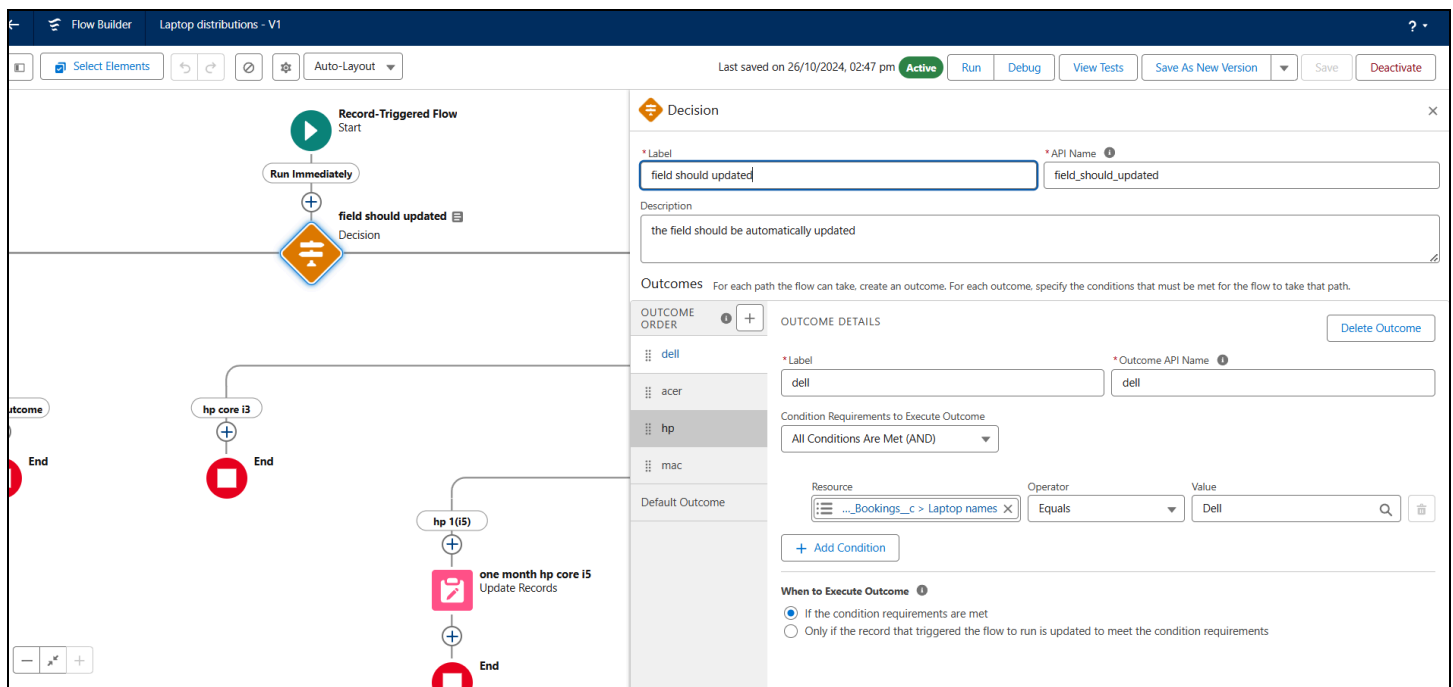 Flow Builder
Laptop distributions - V1
?
Select Elements
Auto-Layout
Last saved on 26/10/2024, 02:47 pm
Active
Run
Debug
View Tests
Save As New Version
Save
Deactivate
Record-Triggered Flow
Start
Run Immediately
field should updated
Decision
utcome
End
hp core i3
End
hp 1(i5)
one month hp core i5
Update Records
End
Decision
* Label
field should updated
* API Name
field_should_updated
Description
the field should be automatically updated
Outcomes For each path the flow can take, create an outcome. For each outcome, specify the conditions that must be met for the flow to take that path.
OUTCOME
ORDER
dell
acer
hp
mac
Default Outcome
OUTCOME DETAILS
Delete Outcome
* Label
dell
* Outcome API Name
dell
Condition Requirements to Execute Outcome
All Conditions Are Met (AND)
Resource
..._Bookings__c > Laptop names
Operator
Equals
Value
Dell
+ Add Condition
When to Execute Outcome
If the condition requirements are met
Only if the record that triggered the flow to run is updated to meet the condition requirements